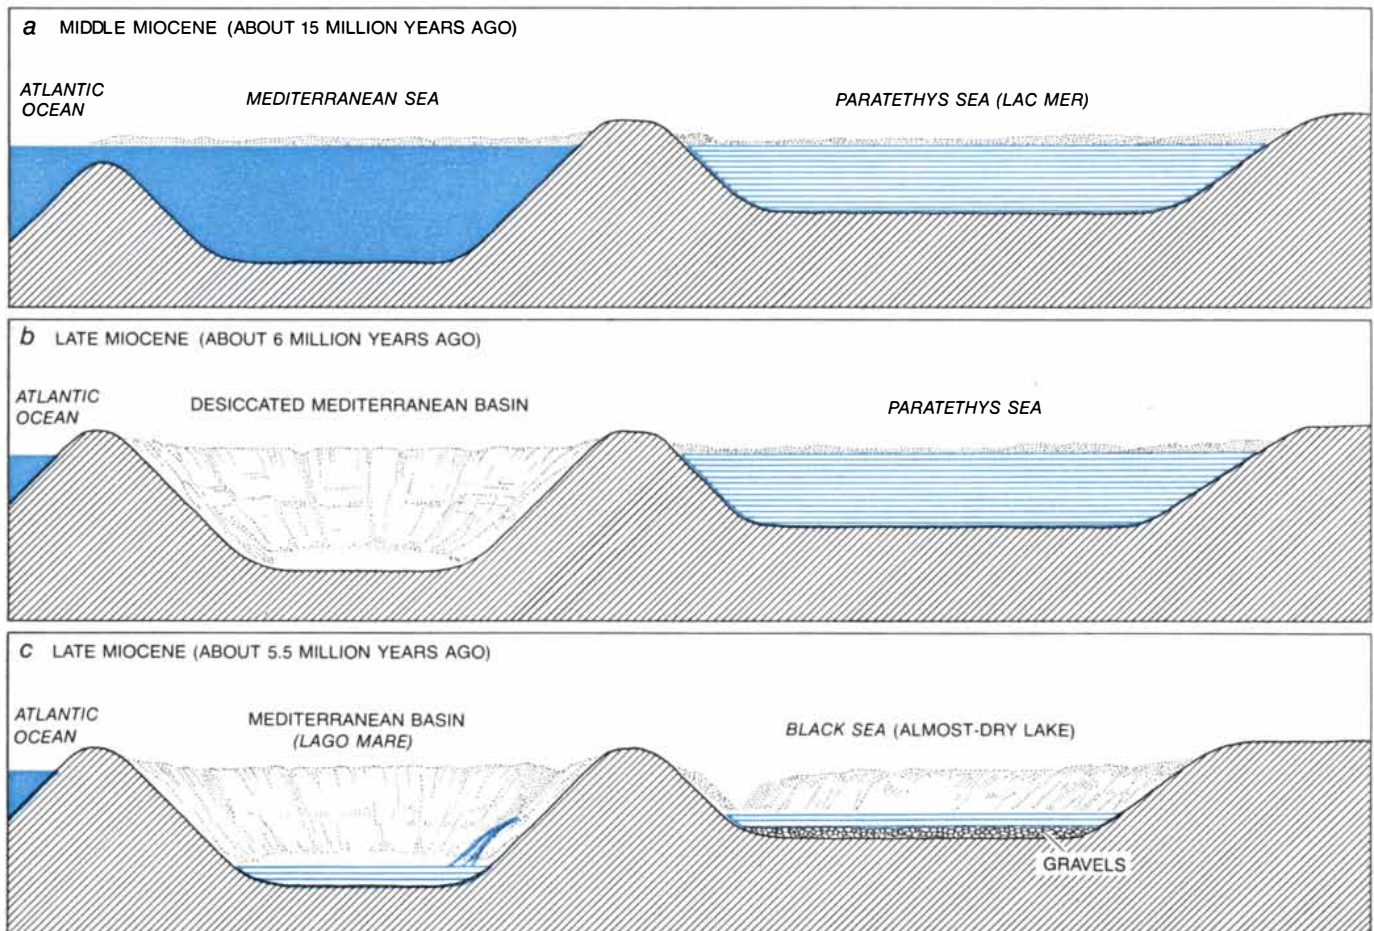 a MIDDLE MIOCENE (ABOUT 15 MILLION YEARS AGO)
ATLANTIC
OCEAN
MEDITERRANEAN SEA
PARATETHYS SEA (LAC MER)
b LATE MIOCENE (ABOUT 6 MILLION YEARS AGO)
ATLANTIC
OCEAN
DESICCATED MEDITERRANEAN BASIN
PARATETHYS SEA
c LATE MIOCENE (ABOUT 5.5 MILLION YEARS AGO)
ATLANTIC
OCEAN
MEDITERRANEAN BASIN
(LAGO MARE)
BLACK SEA (ALMOST-DRY LAKE)
GRAVELS